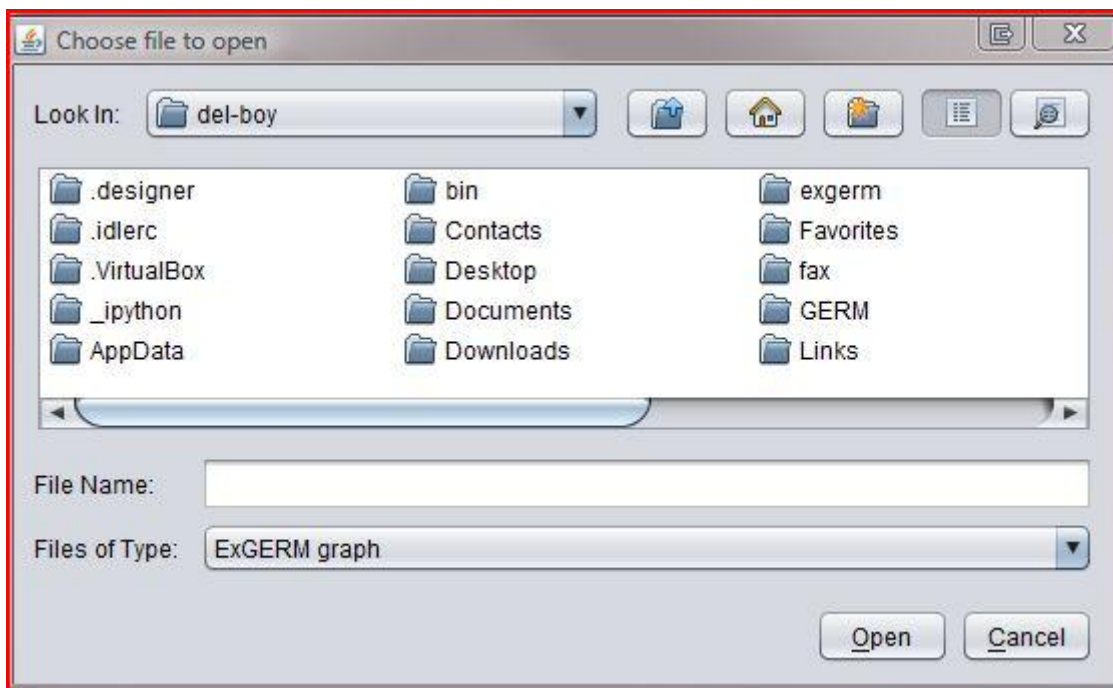 Choose file to open
Look In: del-boy
.designer bin exgerm
.idlerc Contacts Favorites
.VirtualBox Desktop fax
_ipython Documents GERM
AppData Downloads Links
File Name:
Files of Type: ExGERM graph
Open Cancel